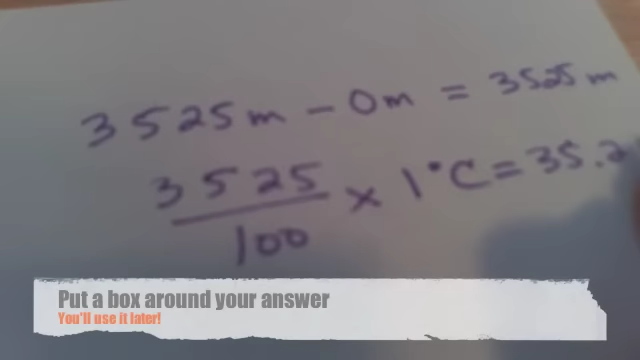 3525m - 0m = 3525m
3525
100
x 1°C = 35.2
Put a box around your answer
You'll use it later!